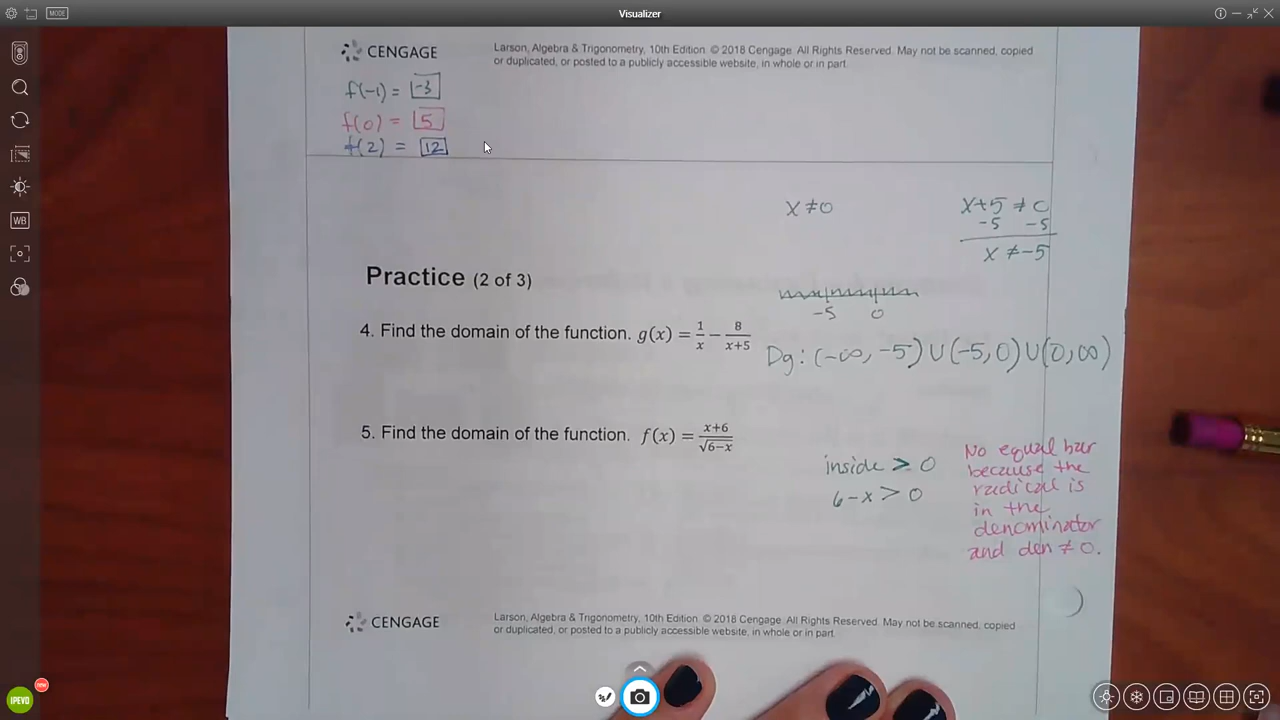 MODE
Visualizer
CENGAGE
Larson, Algebra & Trigonometry, 10th Edition. © 2018 Cengage. All Rights Reserved. May not be scanned, copied
or duplicated, or posted to a publicly accessible website, in whole or in part.
f(-1) = -3
f(0) = 5
f(2) = 12
x ≠ 0
x+5 ≠ 0
-5 -5
x ≠ -5
Practice (2 of 3)
-5 0
4. Find the domain of the function. g(x) = 1/x − 8/(x+5)
Dg: (-∞, -5) ∪ (-5, 0) ∪ (0, ∞)
5. Find the domain of the function. f(x) = (x+6)/√(6−x)
inside > 0
6-x > 0
No equal bar
because the
radical is
in the
denominator
and den ≠ 0.
)
CENGAGE
Larson, Algebra & Trigonometry, 10th Edition. © 2018 Cengage. All Rights Reserved. May not be scanned, copied
or duplicated, or posted to a publicly accessible website, in whole or in part.
WB
IPEVO
new